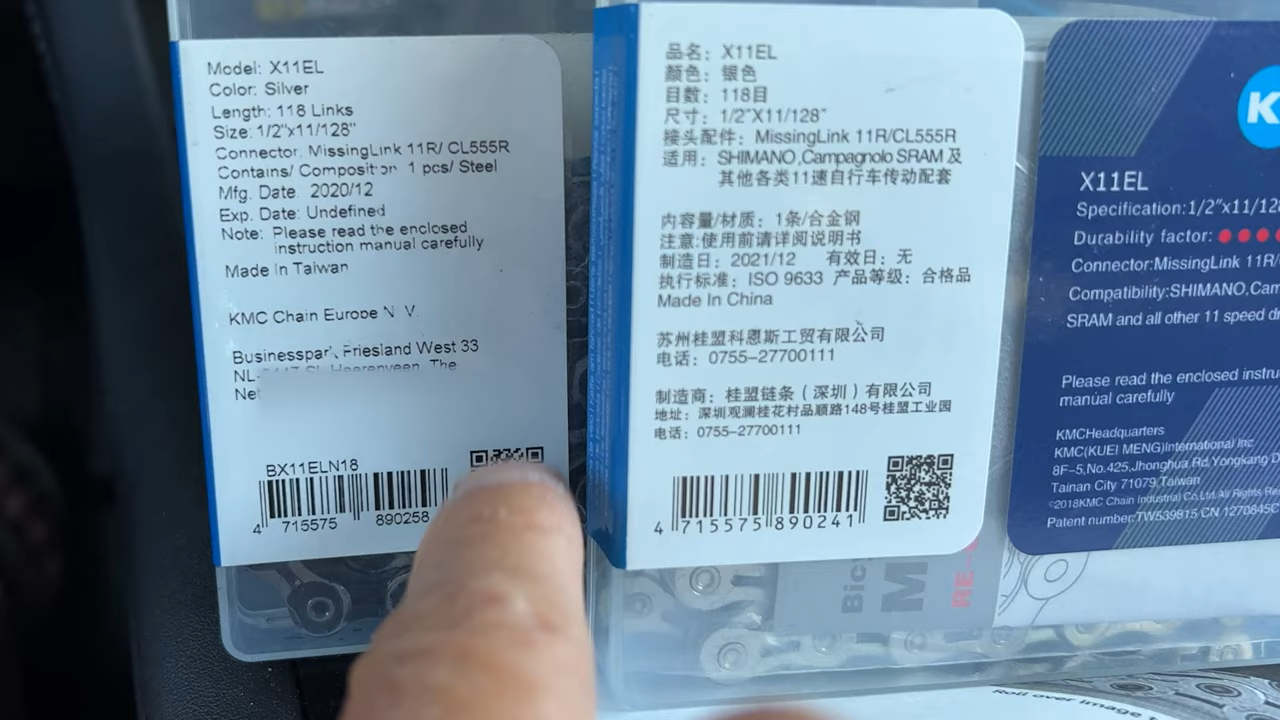 Model: X11EL
Color: Silver
Length: 118 Links
Size: 1/2"x11/128"
Connector: MissingLink 11R/ CL555R
Contains/ Composition 1 pcs/ Steel
Mfg. Date. 2020/12
Exp. Date: Undefined
Note: Please read the enclosed
instruction manual carefully
Made In Taiwan
KMC Chain Europe N V.
Businesspark Friesland West 33
Heerenveen, The
Net
BX11ELN18
4 715575 890258
品名：X11EL
颜色：银色
目数：118目
尺寸：1/2"X11/128"
接头配件：MissingLink 11R/CL555R
适用：SHIMANO,Campagnolo SRAM 及
其他各类11速自行车传动配套
内容量/材质：1条/合金钢
注意:使用前请详阅说明书
制造日：2021/12 有效日：无
执行标准：ISO 9633 产品等级：合格品
Made In China
苏州桂盟科恩斯工贸有限公司
电话：0755-27700111
制造商：桂盟链条（深圳）有限公司
地址：深圳观澜桂花村品顺路148号桂盟工业园
电话：0755-27700111
4 715575 890241
Bic
M
RE-
K
X11EL
Specification:1/2"x11/12
Durability factor:
Connector:MissingLink 11R/
Compatibility:SHIMANO,Cam
SRAM and all other 11 speed dr
Please read the enclosed instru
manual carefully
KMCHeadquarters
KMC(KUEI MENG)International Inc
8F-5,No.425,Jhonghua Rd,Yongkang D
Tainan City 71079,Taiwan
©2018KMC Chain Industrial Co.Ltd.All Rights Re
Patent number:TW539815 CN 1270845C
Roll over image